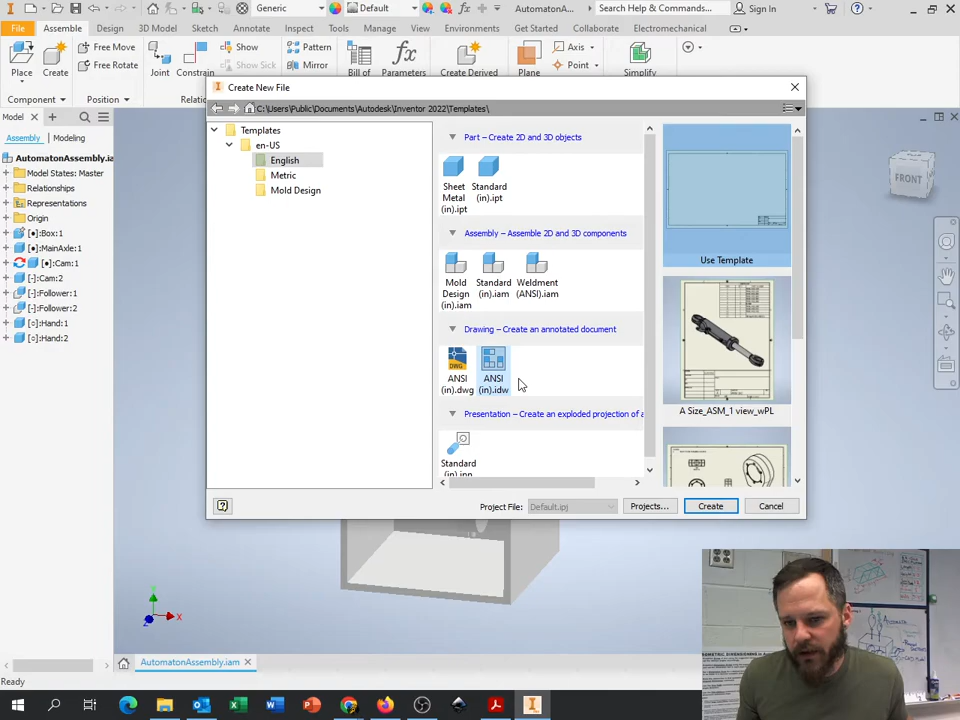 Generic
Default
AutomatonA...
Search Help & Commands...
Sign In
File
Assemble
Design
3D Model
Sketch
Annotate
Inspect
Tools
Manage
View
Environments
Get Started
Collaborate
Electromechanical
Place
Create
Free Move
Free Rotate
Joint
Constrain
Show
Show Sick
Pattern
Mirror
Bill of
Parameters
Create Derived
Plane
Axis
Point
Simplify
Component
Position
Relati
Model
Assembly
Modeling
AutomatonAssembly.ia
Model States: Master
Relationships
Representations
Origin
[●]:Box:1
[●]:MainAxle:1
[●]:Cam:1
[-]:Cam:2
[-]:Follower:1
[-]:Follower:2
[○]:Hand:1
[○]:Hand:2
Create New File
C:\Users\Public\Documents\Autodesk\Inventor 2022\Templates\
Templates
en-US
English
Metric
Mold Design
Part – Create 2D and 3D objects
Sheet Metal (in).ipt
Standard (in).ipt
Assembly – Assemble 2D and 3D components
Mold Design (in).iam
Standard (in).iam
Weldment (ANSI).iam
Drawing – Create an annotated document
DWG
ANSI (in).dwg
ANSI (in).idw
Presentation – Create an exploded projection of a
Standard (in).ipn
Use Template
A Size_ASM_1 view_wPL
Project File:
Default.ipj
Projects...
Create
Cancel
FRONT
X
AutomatonAssembly.iam
Ready